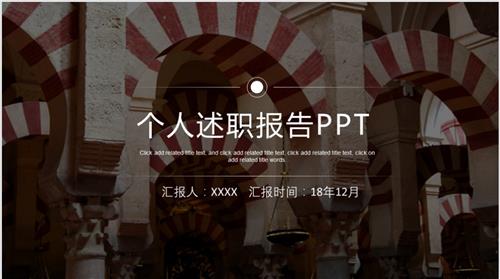 个人述职报告PPT
Click add related title text, and click add related title text, click add related title text, click on
add related title words.
汇报人：XXXX 汇报时间：18年12月